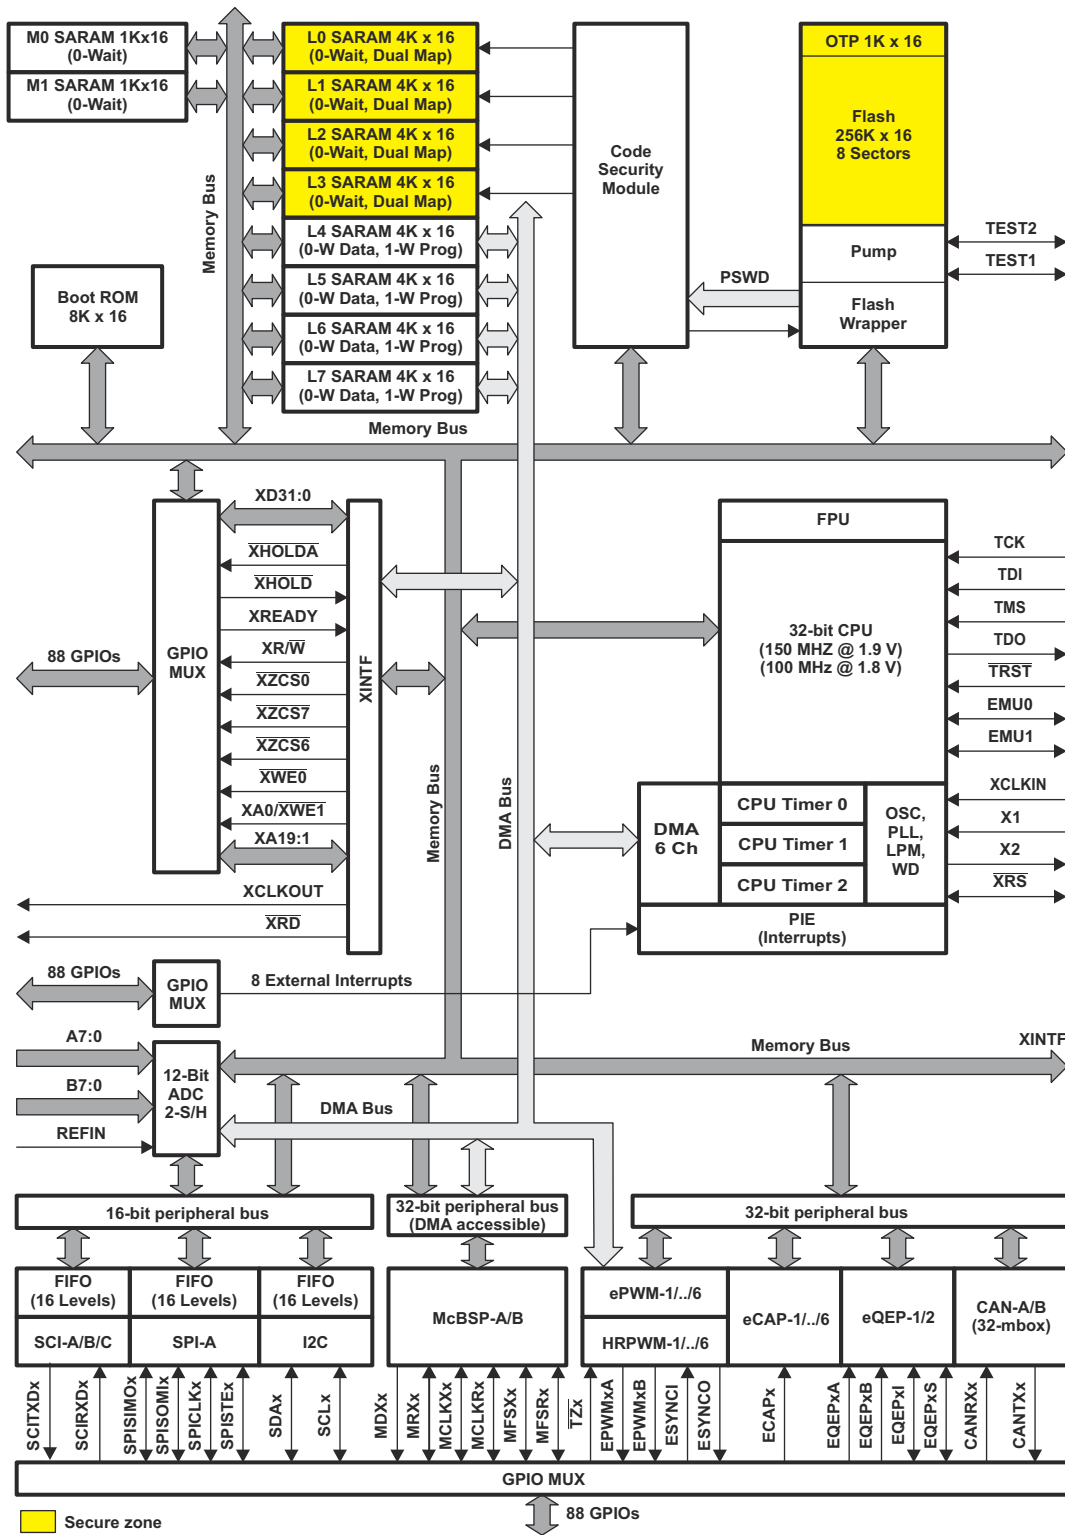 M0 SARAM 1Kx16
(0-Wait)
M1 SARAM 1Kx16
(0-Wait)
L0 SARAM 4K x 16
(0-Wait, Dual Map)
L1 SARAM 4K x 16
(0-Wait, Dual Map)
L2 SARAM 4K x 16
(0-Wait, Dual Map)
L3 SARAM 4K x 16
(0-Wait, Dual Map)
L4 SARAM 4K x 16
(0-W Data, 1-W Prog)
L5 SARAM 4K x 16
(0-W Data, 1-W Prog)
L6 SARAM 4K x 16
(0-W Data, 1-W Prog)
L7 SARAM 4K x 16
(0-W Data, 1-W Prog)
Memory Bus
Code
Security
Module
OTP 1K x 16
Flash
256K x 16
8 Sectors
Pump
Flash
Wrapper
TEST2
TEST1
PSWD
Boot ROM
8K x 16
Memory Bus
XD31:0
XHOLDA
XHOLD
XREADY
XR/W
XZCS0
XZCS7
XZCS6
XWE0
XA0/XWE1
XA19:1
XCLKOUT
XRD
GPIO
MUX
88 GPIOs
XINTF
Memory Bus
DMA Bus
FPU
32-bit CPU
(150 MHZ @ 1.9 V)
(100 MHz @ 1.8 V)
TCK
TDI
TMS
TDO
TRST
EMU0
EMU1
XCLKIN
X1
X2
XRS
DMA
6 Ch
CPU Timer 0
CPU Timer 1
CPU Timer 2
OSC,
PLL,
LPM,
WD
PIE
(Interrupts)
88 GPIOs
GPIO
MUX
8 External Interrupts
A7:0
B7:0
REFIN
12-Bit
ADC
2-S/H
Memory Bus
XINTF
DMA Bus
16-bit peripheral bus
32-bit peripheral bus
(DMA accessible)
32-bit peripheral bus
FIFO
(16 Levels)
FIFO
(16 Levels)
FIFO
(16 Levels)
SCI-A/B/C
SPI-A
I2C
McBSP-A/B
ePWM-1/../6
HRPWM-1/../6
eCAP-1/../6
eQEP-1/2
CAN-A/B
(32-mbox)
SCITXDx
SCIRXDx
SPISIMOx
SPISOMIx
SPICLKx
SPISTEx
SDAx
SCLx
MDXx
MRXx
MCLKXx
MCLKRx
MFSXx
MFSRx
TZx
EPWMxA
EPWMxB
ESYNCI
ESYNCO
ECAPx
EQEPxA
EQEPxB
EQEPxI
EQEPxS
CANRXx
CANTXx
GPIO MUX
88 GPIOs
Secure zone